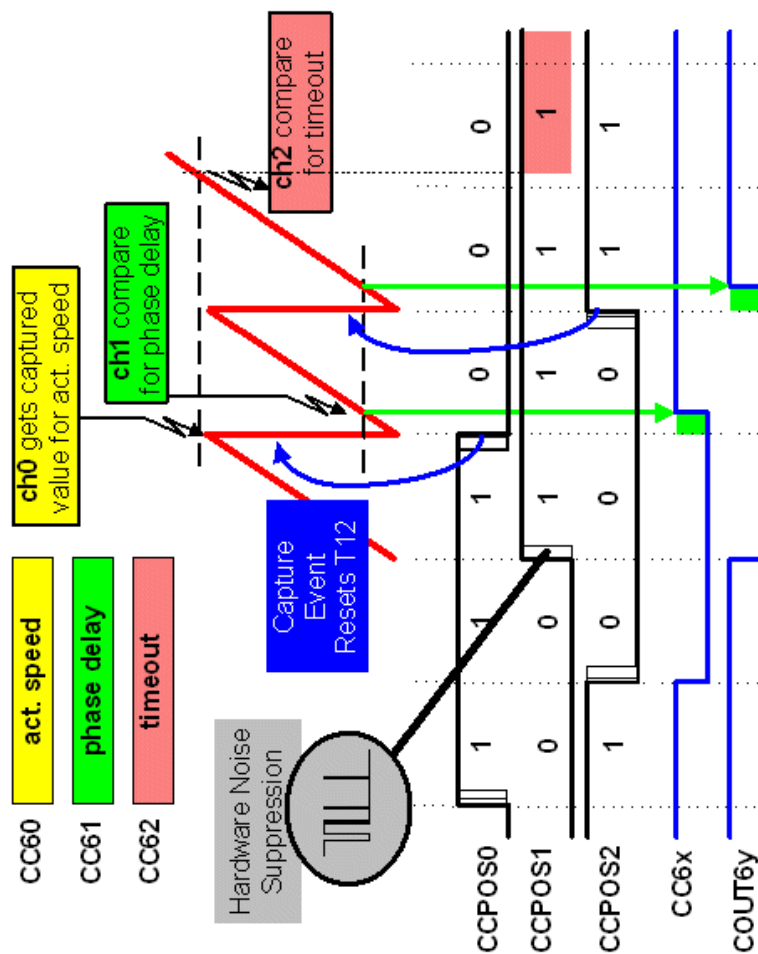 CC60 act. speed
CC61 phase delay
CC62 timeout
ch0 gets captured
value for act. speed
ch1 compare
for phase delay
ch2 compare
for timeout
Capture
Event
Resets T12
Hardware Noise
Suppression
CCPOS0 1 1 1 0 0 0
CCPOS1 0 0 1 1 1 1
CCPOS2 1 0 0 0 1 1
CC6x
COUT6y